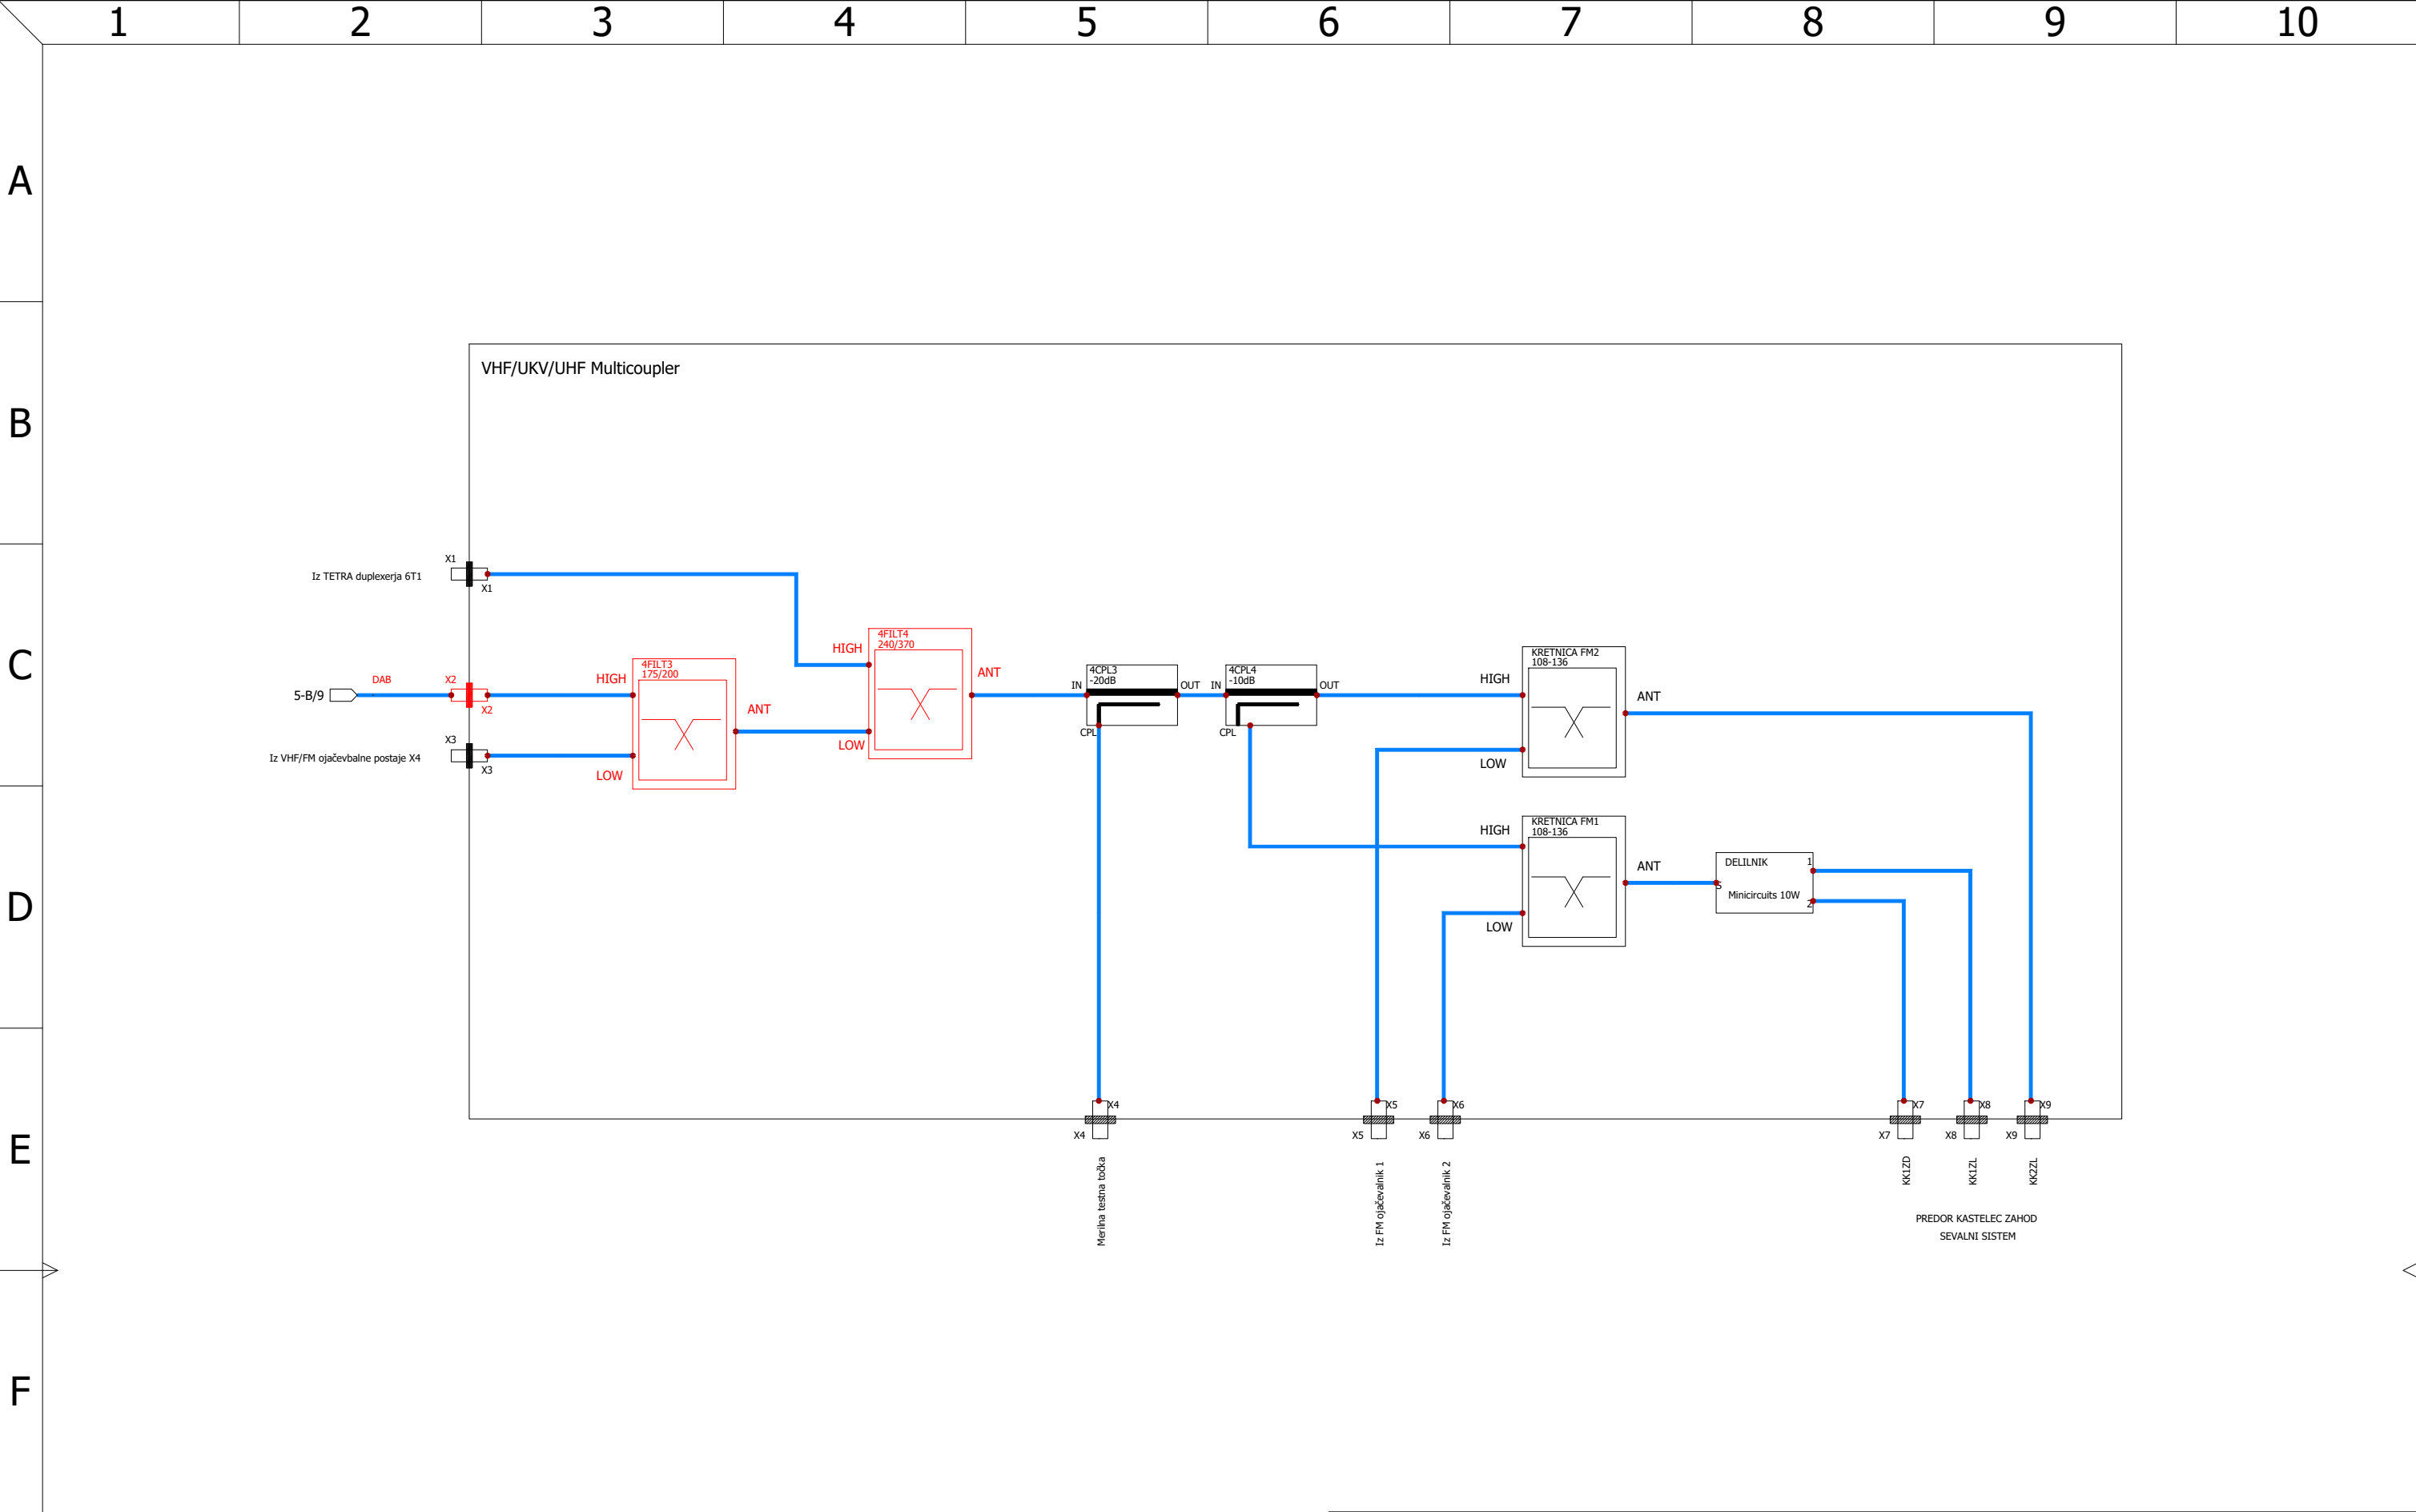 1 2 3 4 5 6 7 8 9 10
A
B
VHF/UKV/UHF Multicoupler
C
X1
Iz TETRA duplexerja 6T1
X1
5-B/9
DAB
X2
X2
X3
Iz VHF/FM ojačevbalne postaje X4
X3
HIGH
4FILT3
175/200
LOW
ANT
HIGH
4FILT4
240/370
LOW
ANT
4CPL3
-20dB
IN
OUT
CPL
4CPL4
-10dB
IN
OUT
CPL
KRETNICA FM2
108-136
HIGH
LOW
ANT
D
KRETNICA FM1
108-136
HIGH
LOW
ANT
DELILNIK
1
S
Minicircuits 10W
2
E
X4
X4
Merilna testna točka
X5
X5
Iz FM ojačevalnik 1
X6
X6
Iz FM ojačevalnik 2
X7
X7
KK1ZD
X8
X8
KK1ZL
X9
X9
KK2ZL
PREDOR KASTELEC ZAHOD
SEVALNI SISTEM
F